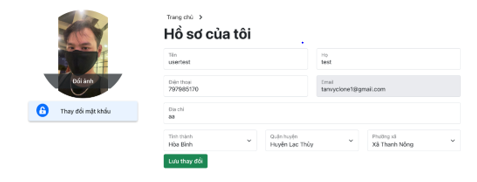 Trang chủ >
Hồ sơ của tôi
Đổi ảnh
Thay đổi mật khẩu
Tên
usertest
Họ
test
Điện thoại
797985170
Email
tanvyclone1@gmail.com
Địa chỉ
aa
Tỉnh thành
Hòa Bình
Quận huyện
Huyện Lạc Thủy
Phường xã
Xã Thanh Nông
Lưu thay đổi